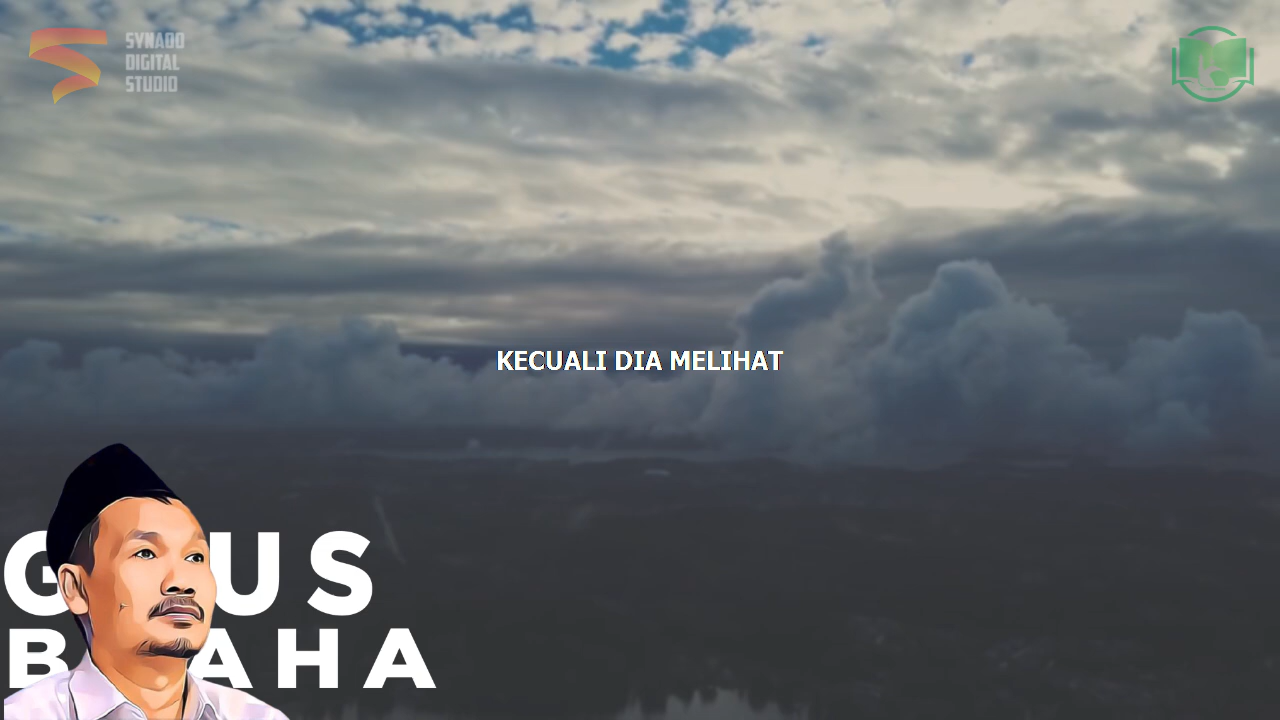 SYNADO
DIGITAL
STUDIO
KECUALI DIA MELIHAT
GUS
BAHA